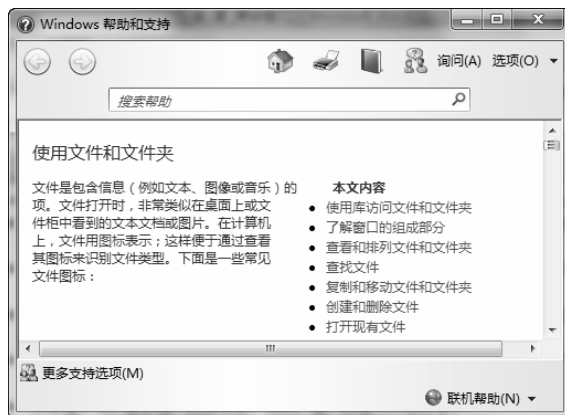 Windows 帮助和支持
询问(A) 选项(O)
搜索帮助
使用文件和文件夹
文件是包含信息（例如文本、图像或音乐）的
项。文件打开时，非常类似在桌面上或文
件柜中看到的文本文档或图片。在计算机
上，文件用图标表示；这样便于通过查看
其图标来识别文件类型。下面是一些常见
文件图标：
本文内容
• 使用库访问文件和文件夹
• 了解窗口的组成部分
• 查看和排列文件和文件夹
• 查找文件
• 复制和移动文件和文件夹
• 创建和删除文件
• 打开现有文件
更多支持选项(M)
联机帮助(N)